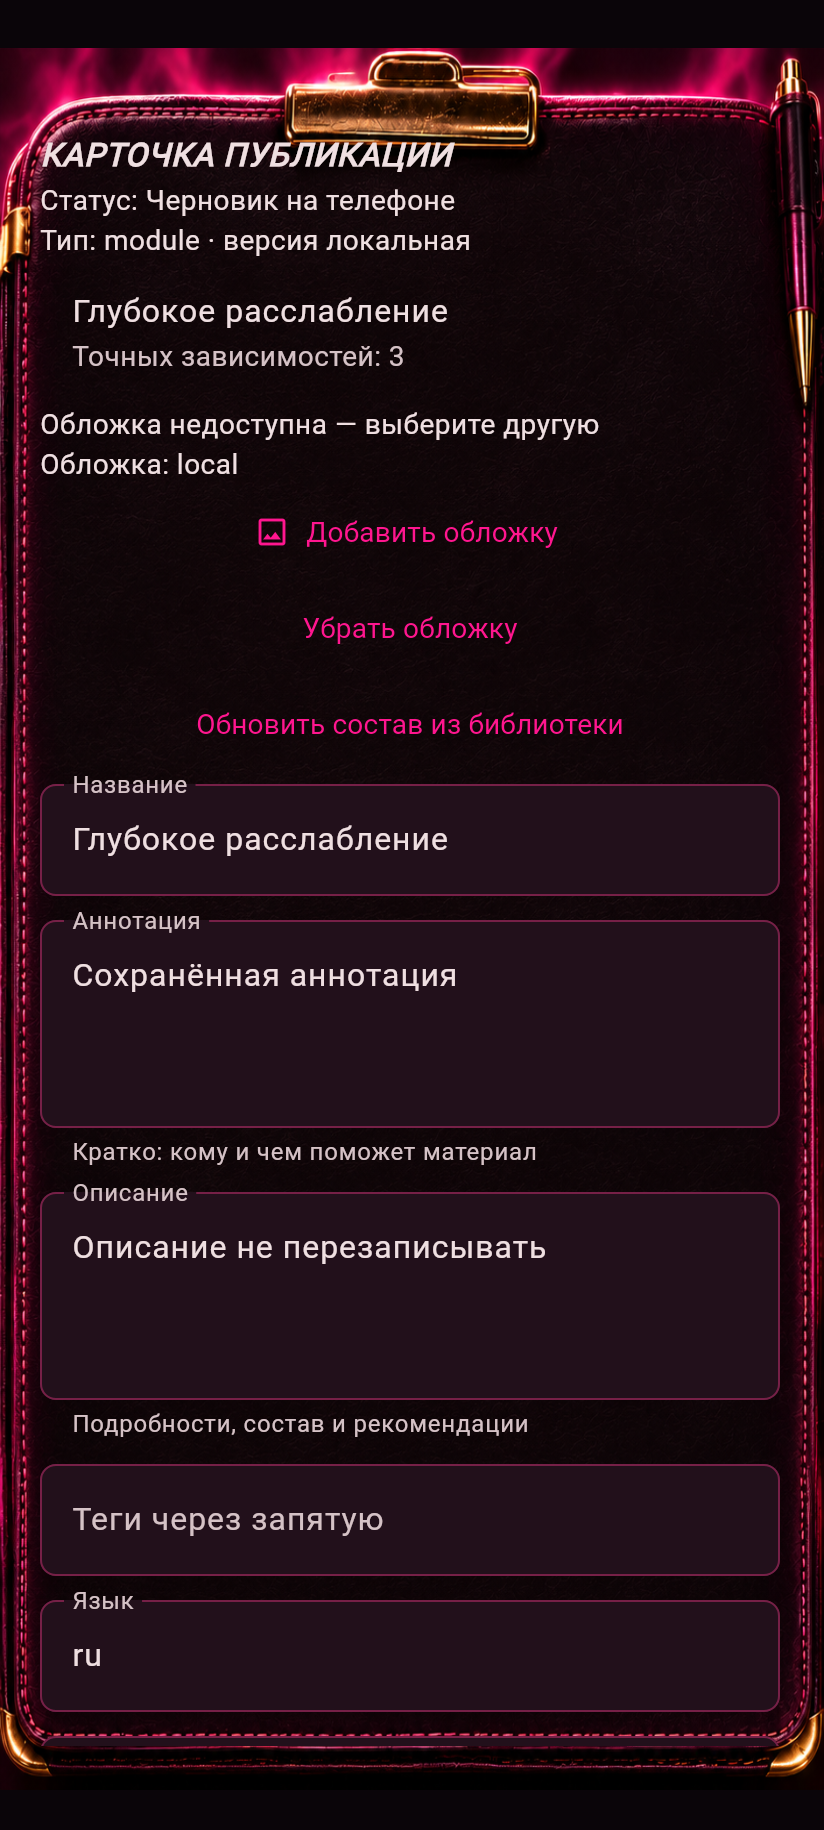 КАРТОЧКА ПУБЛИКАЦИИ
Статус: Черновик на телефоне
Тип: module · версия локальная
Глубокое расслабление
Точных зависимостей: 3
Обложка недоступна — выберите другую
Обложка: local
Добавить обложку
Убрать обложку
Обновить состав из библиотеки
Название
Глубокое расслабление
Аннотация
Сохранённая аннотация
Кратко: кому и чем поможет материал
Описание
Описание не перезаписывать
Подробности, состав и рекомендации
Теги через запятую
Язык
ru